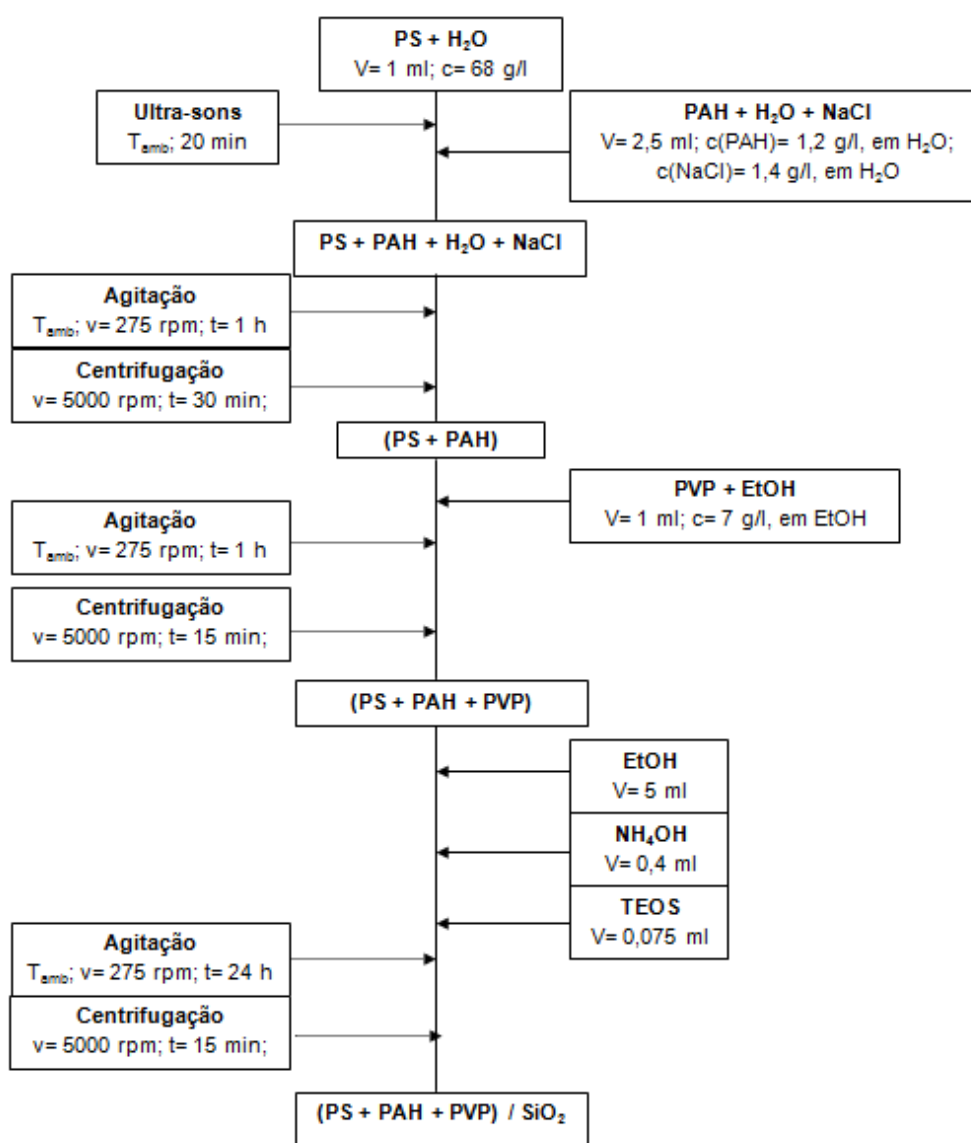 PS + H₂O
V= 1 ml; c= 68 g/l
Ultra-sons
Tamb; 20 min
PAH + H₂O + NaCl
V= 2,5 ml; c(PAH)= 1,2 g/l, em H₂O;
c(NaCl)= 1,4 g/l, em H₂O
PS + PAH + H₂O + NaCl
Agitação
Tamb; v= 275 rpm; t= 1 h
Centrifugação
v= 5000 rpm; t= 30 min;
(PS + PAH)
PVP + EtOH
V= 1 ml; c= 7 g/l, em EtOH
Agitação
Tamb; v= 275 rpm; t= 1 h
Centrifugação
v= 5000 rpm; t= 15 min;
(PS + PAH + PVP)
EtOH
V= 5 ml
NH₄OH
V= 0,4 ml
TEOS
V= 0,075 ml
Agitação
Tamb; v= 275 rpm; t= 24 h
Centrifugação
v= 5000 rpm; t= 15 min;
(PS + PAH + PVP) / SiO₂